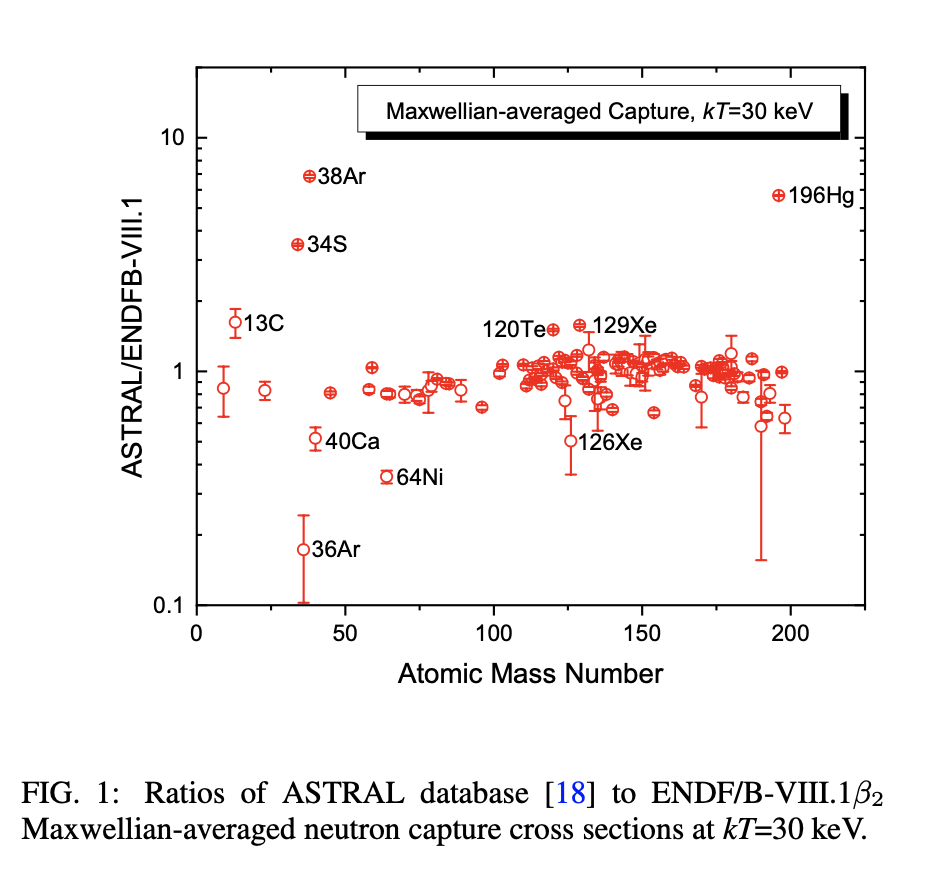 Maxwellian-averaged Capture, kT=30 keV
10
38Ar
196Hg
34S
13C
120Te
129Xe
1
40Ca
126Xe
64Ni
36Ar
0.1
0
50
100
150
200
ASTRAL/ENDFB-VIII.1
Atomic Mass Number
FIG. 1: Ratios of ASTRAL database [18] to ENDF/B-VIII.1β₂
Maxwellian-averaged neutron capture cross sections at kT=30 keV.